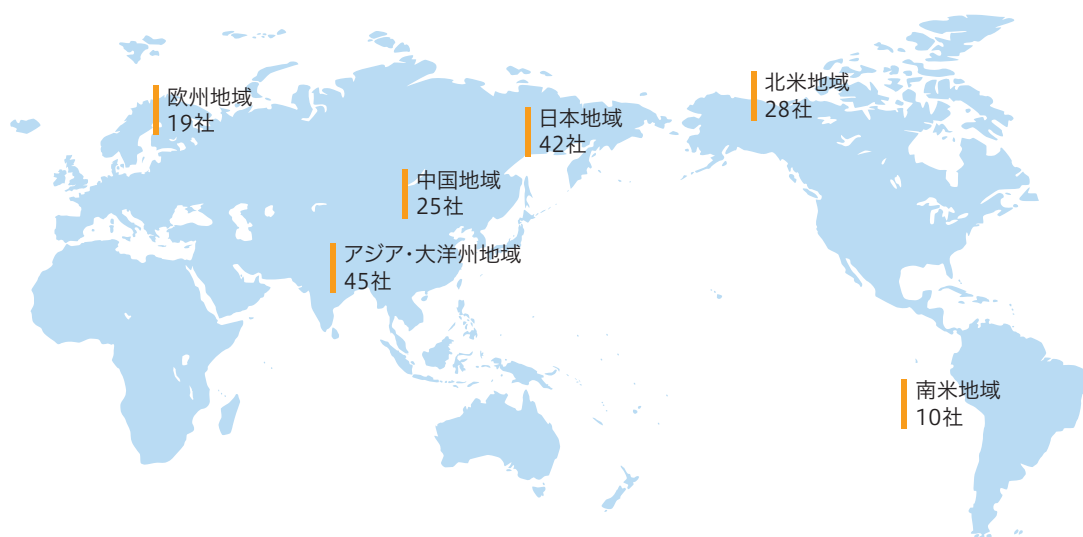 欧州地域
19社
日本地域
42社
中国地域
25社
アジア・大洋州地域
45社
北米地域
28社
南米地域
10社